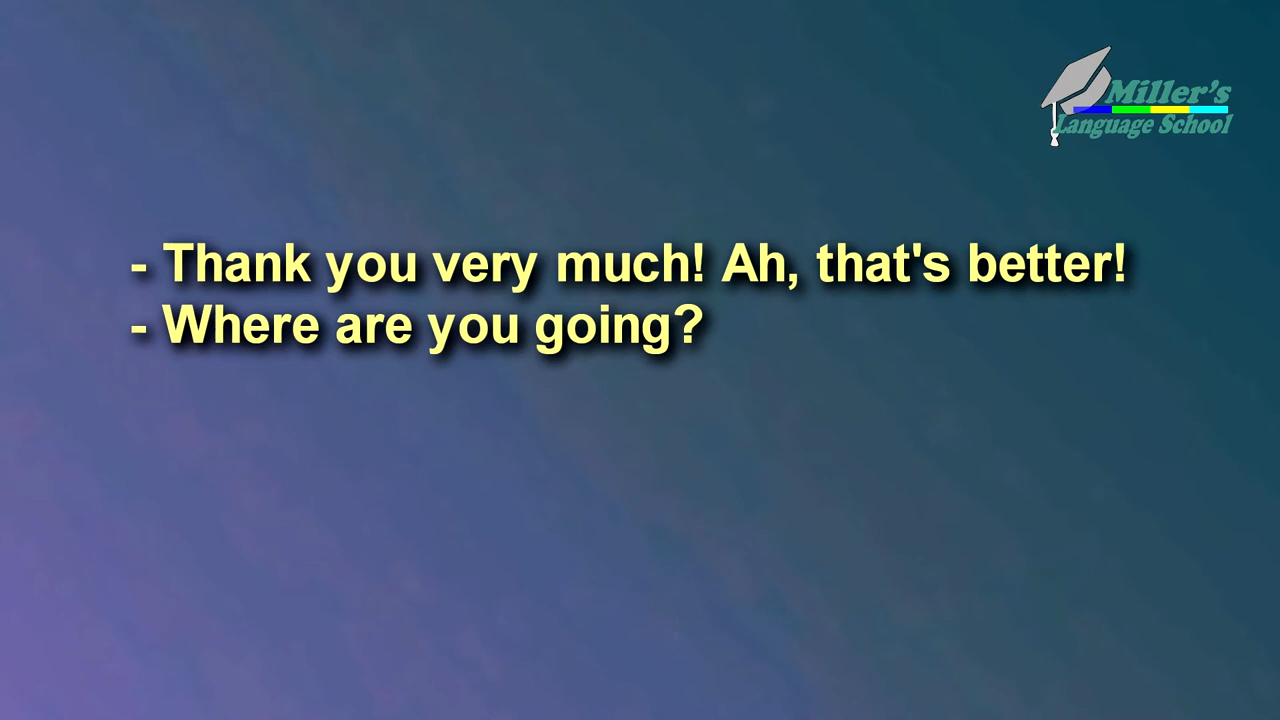 Miller's
Language School
- Thank you very much! Ah, that's better!
- Where are you going?